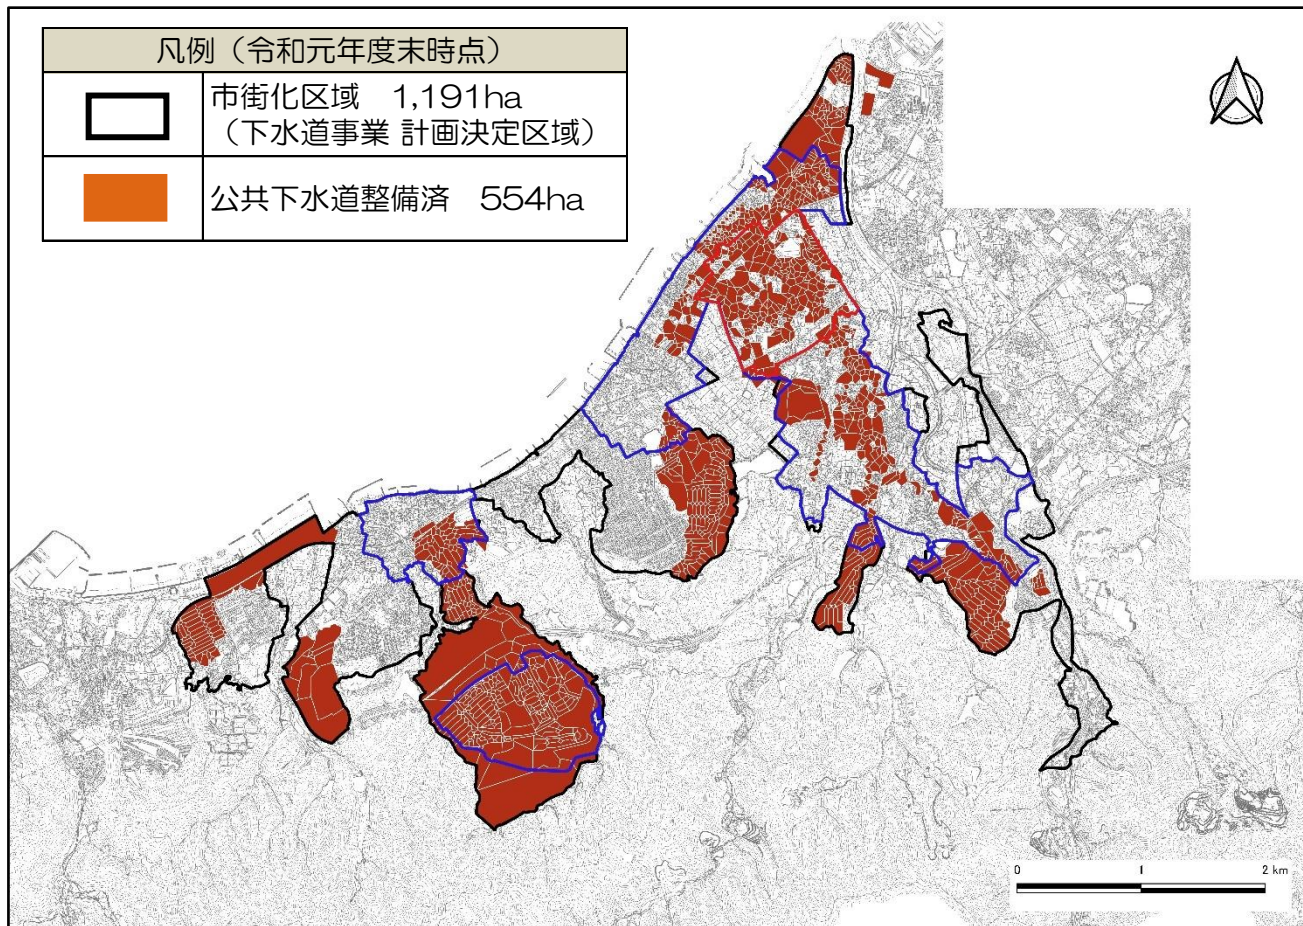 凡例（令和元年度末時点）
市街化区域　1,191ha
（下水道事業 計画決定区域）
公共下水道整備済　554ha
0 1 2 km